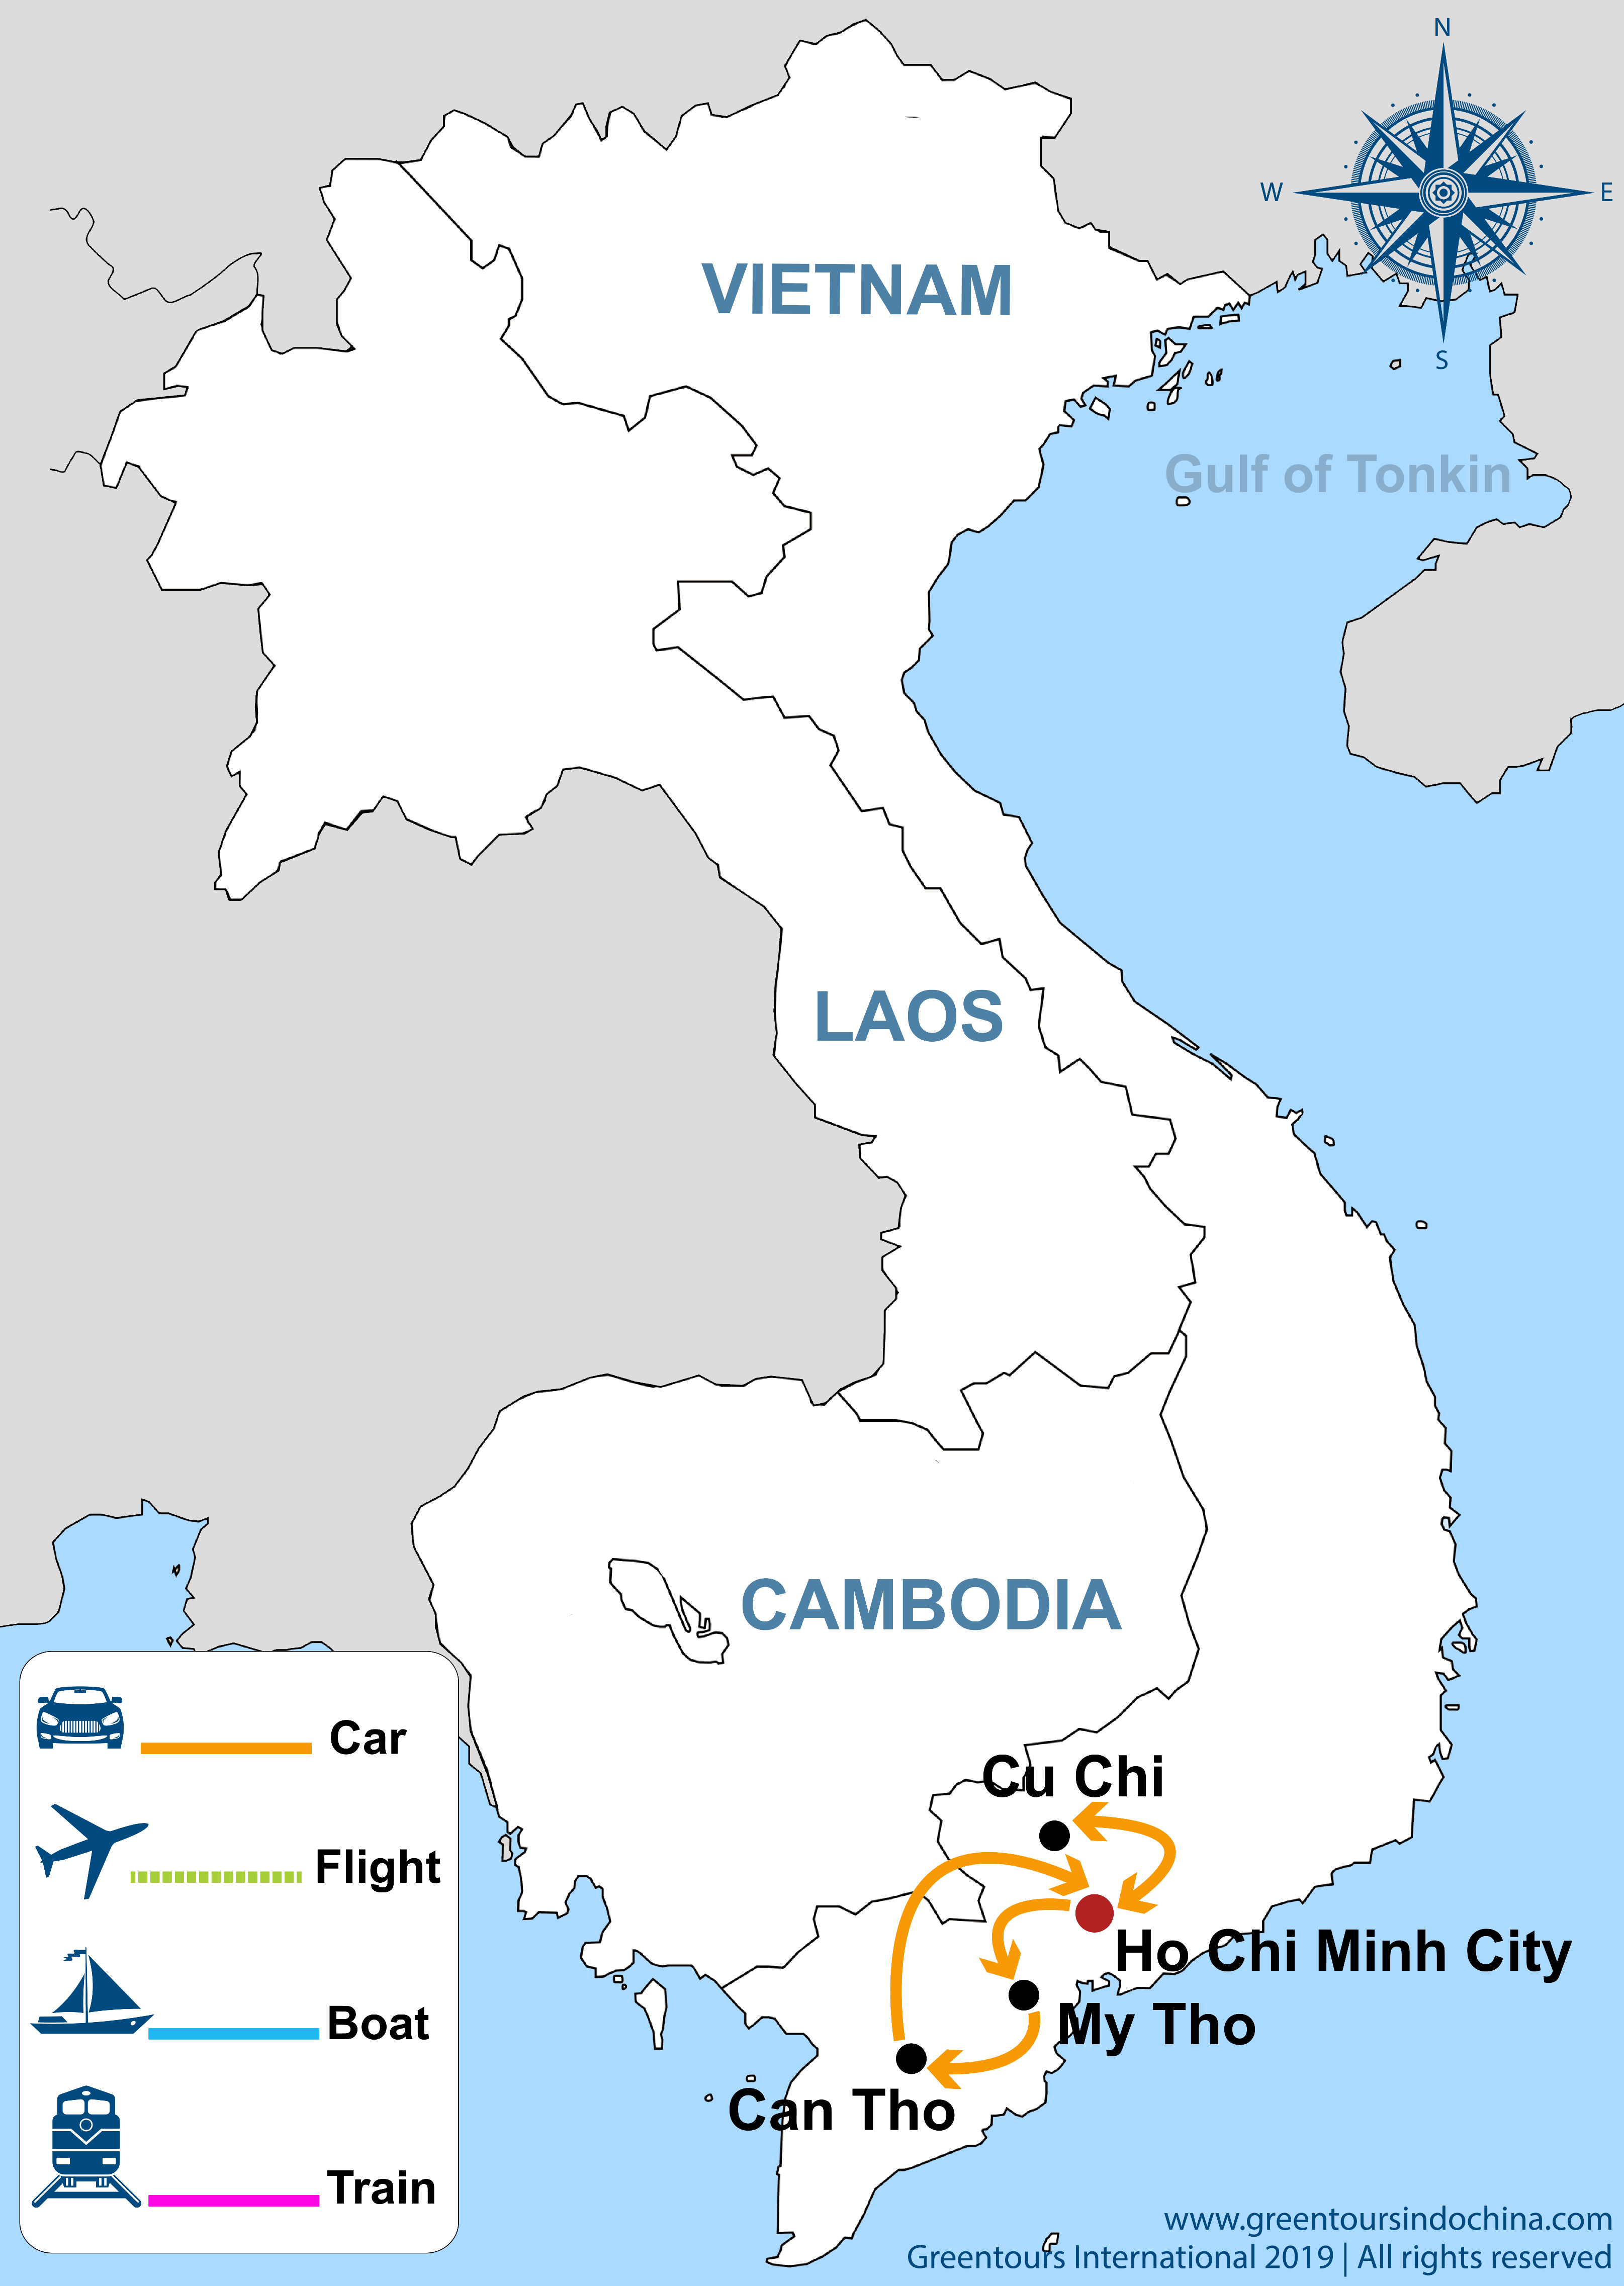 N
W
E
S
VIETNAM
Gulf of Tonkin
LAOS
CAMBODIA
Cu Chi
Ho Chi Minh City
My Tho
Can Tho
Car
Flight
Boat
Train
www.greentoursindochina.com
Greentours International 2019 | All rights reserved